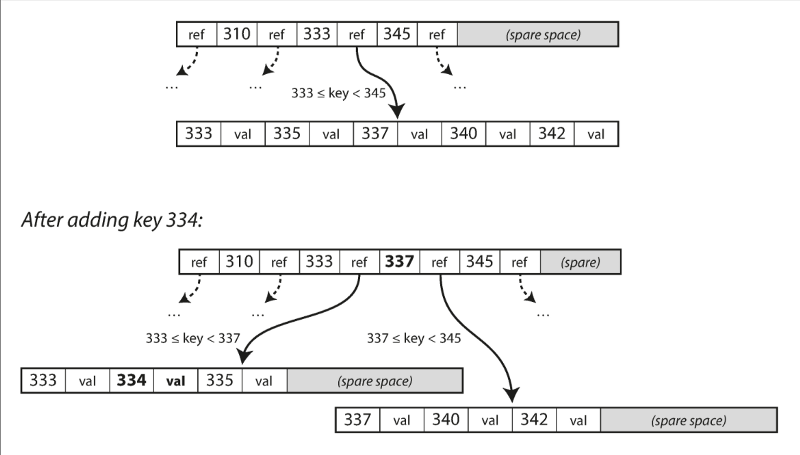 ref 310 ref 333 ref 345 ref (spare space)
... ... ...
333 ≤ key < 345
333 val 335 val 337 val 340 val 342 val
After adding key 334:
ref 310 ref 333 ref 337 ref 345 ref (spare)
... ... ...
333 ≤ key < 337 337 ≤ key < 345
333 val 334 val 335 val (spare space)
337 val 340 val 342 val (spare space)